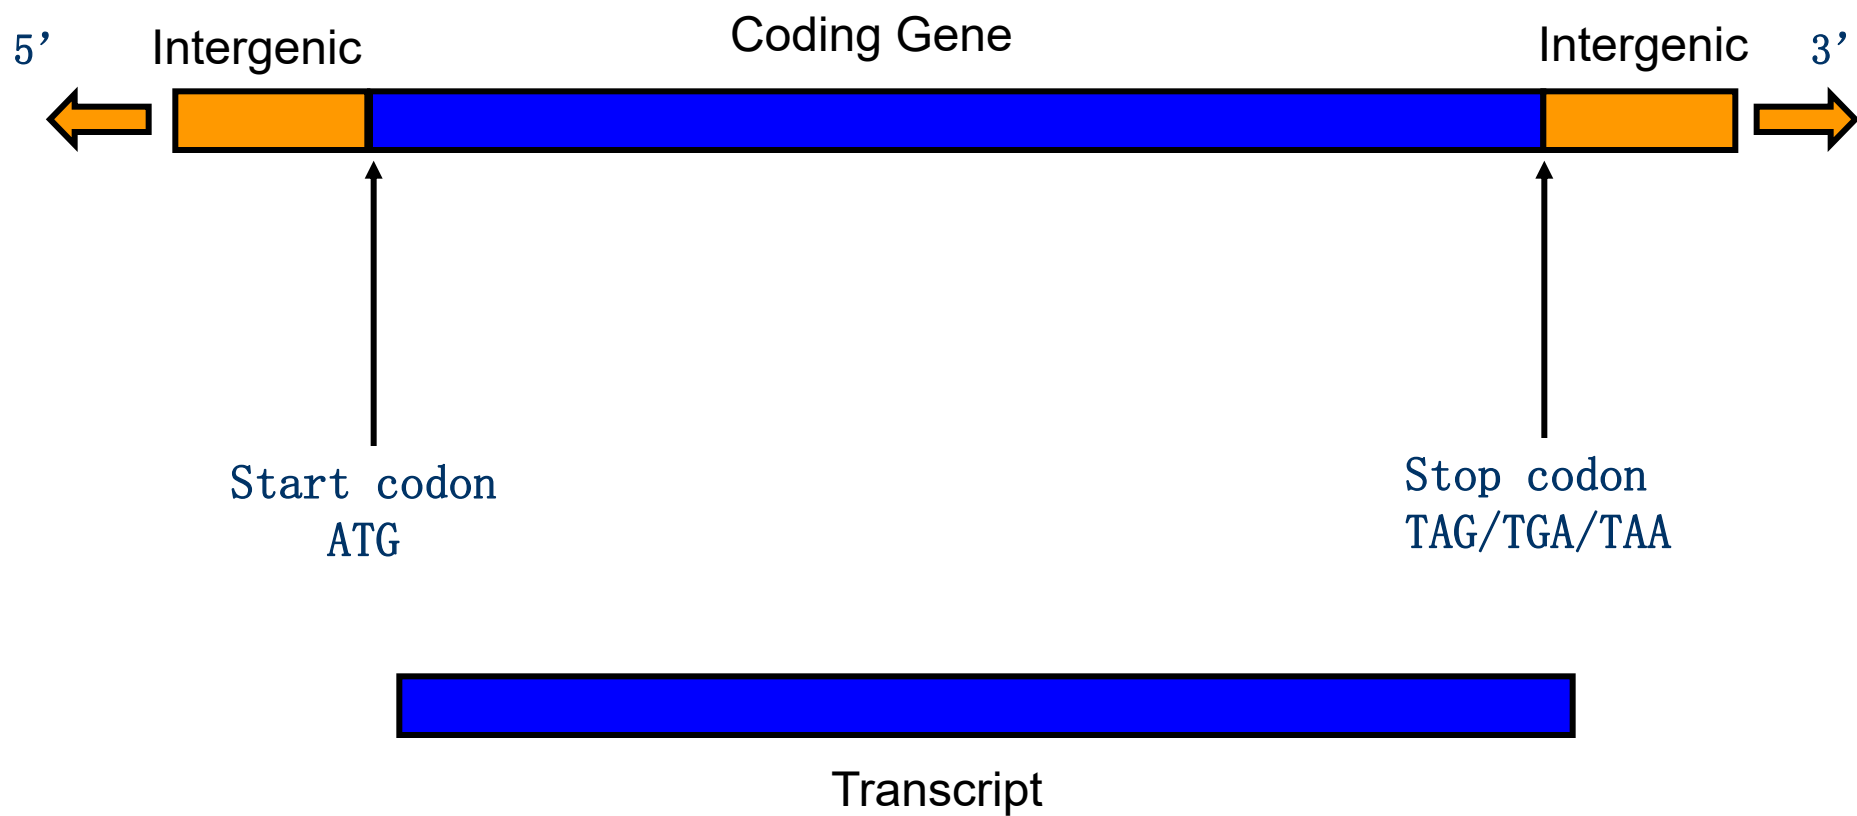 5’
Intergenic
Coding Gene
Intergenic
3’
Start codon
ATG
Stop codon
TAG/TGA/TAA
Transcript